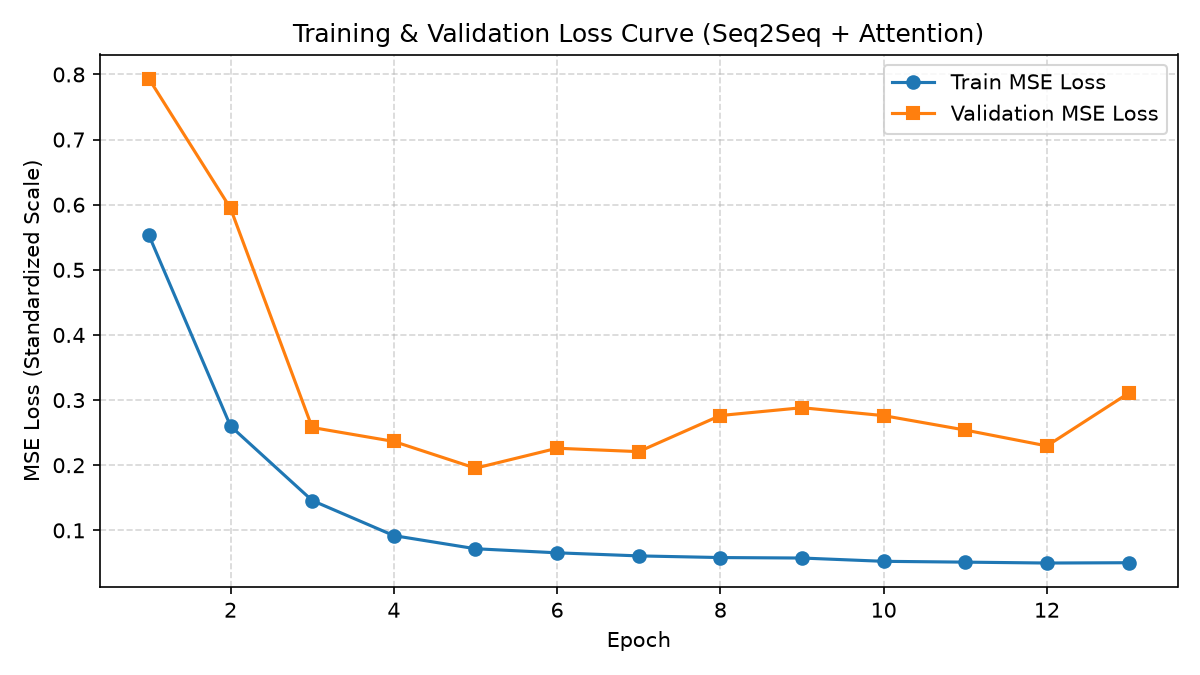 Training & Validation Loss Curve (Seq2Seq + Attention)
Train MSE Loss
Validation MSE Loss
MSE Loss (Standardized Scale)
0.8
0.7
0.6
0.5
0.4
0.3
0.2
0.1
2 4 6 8 10 12
Epoch